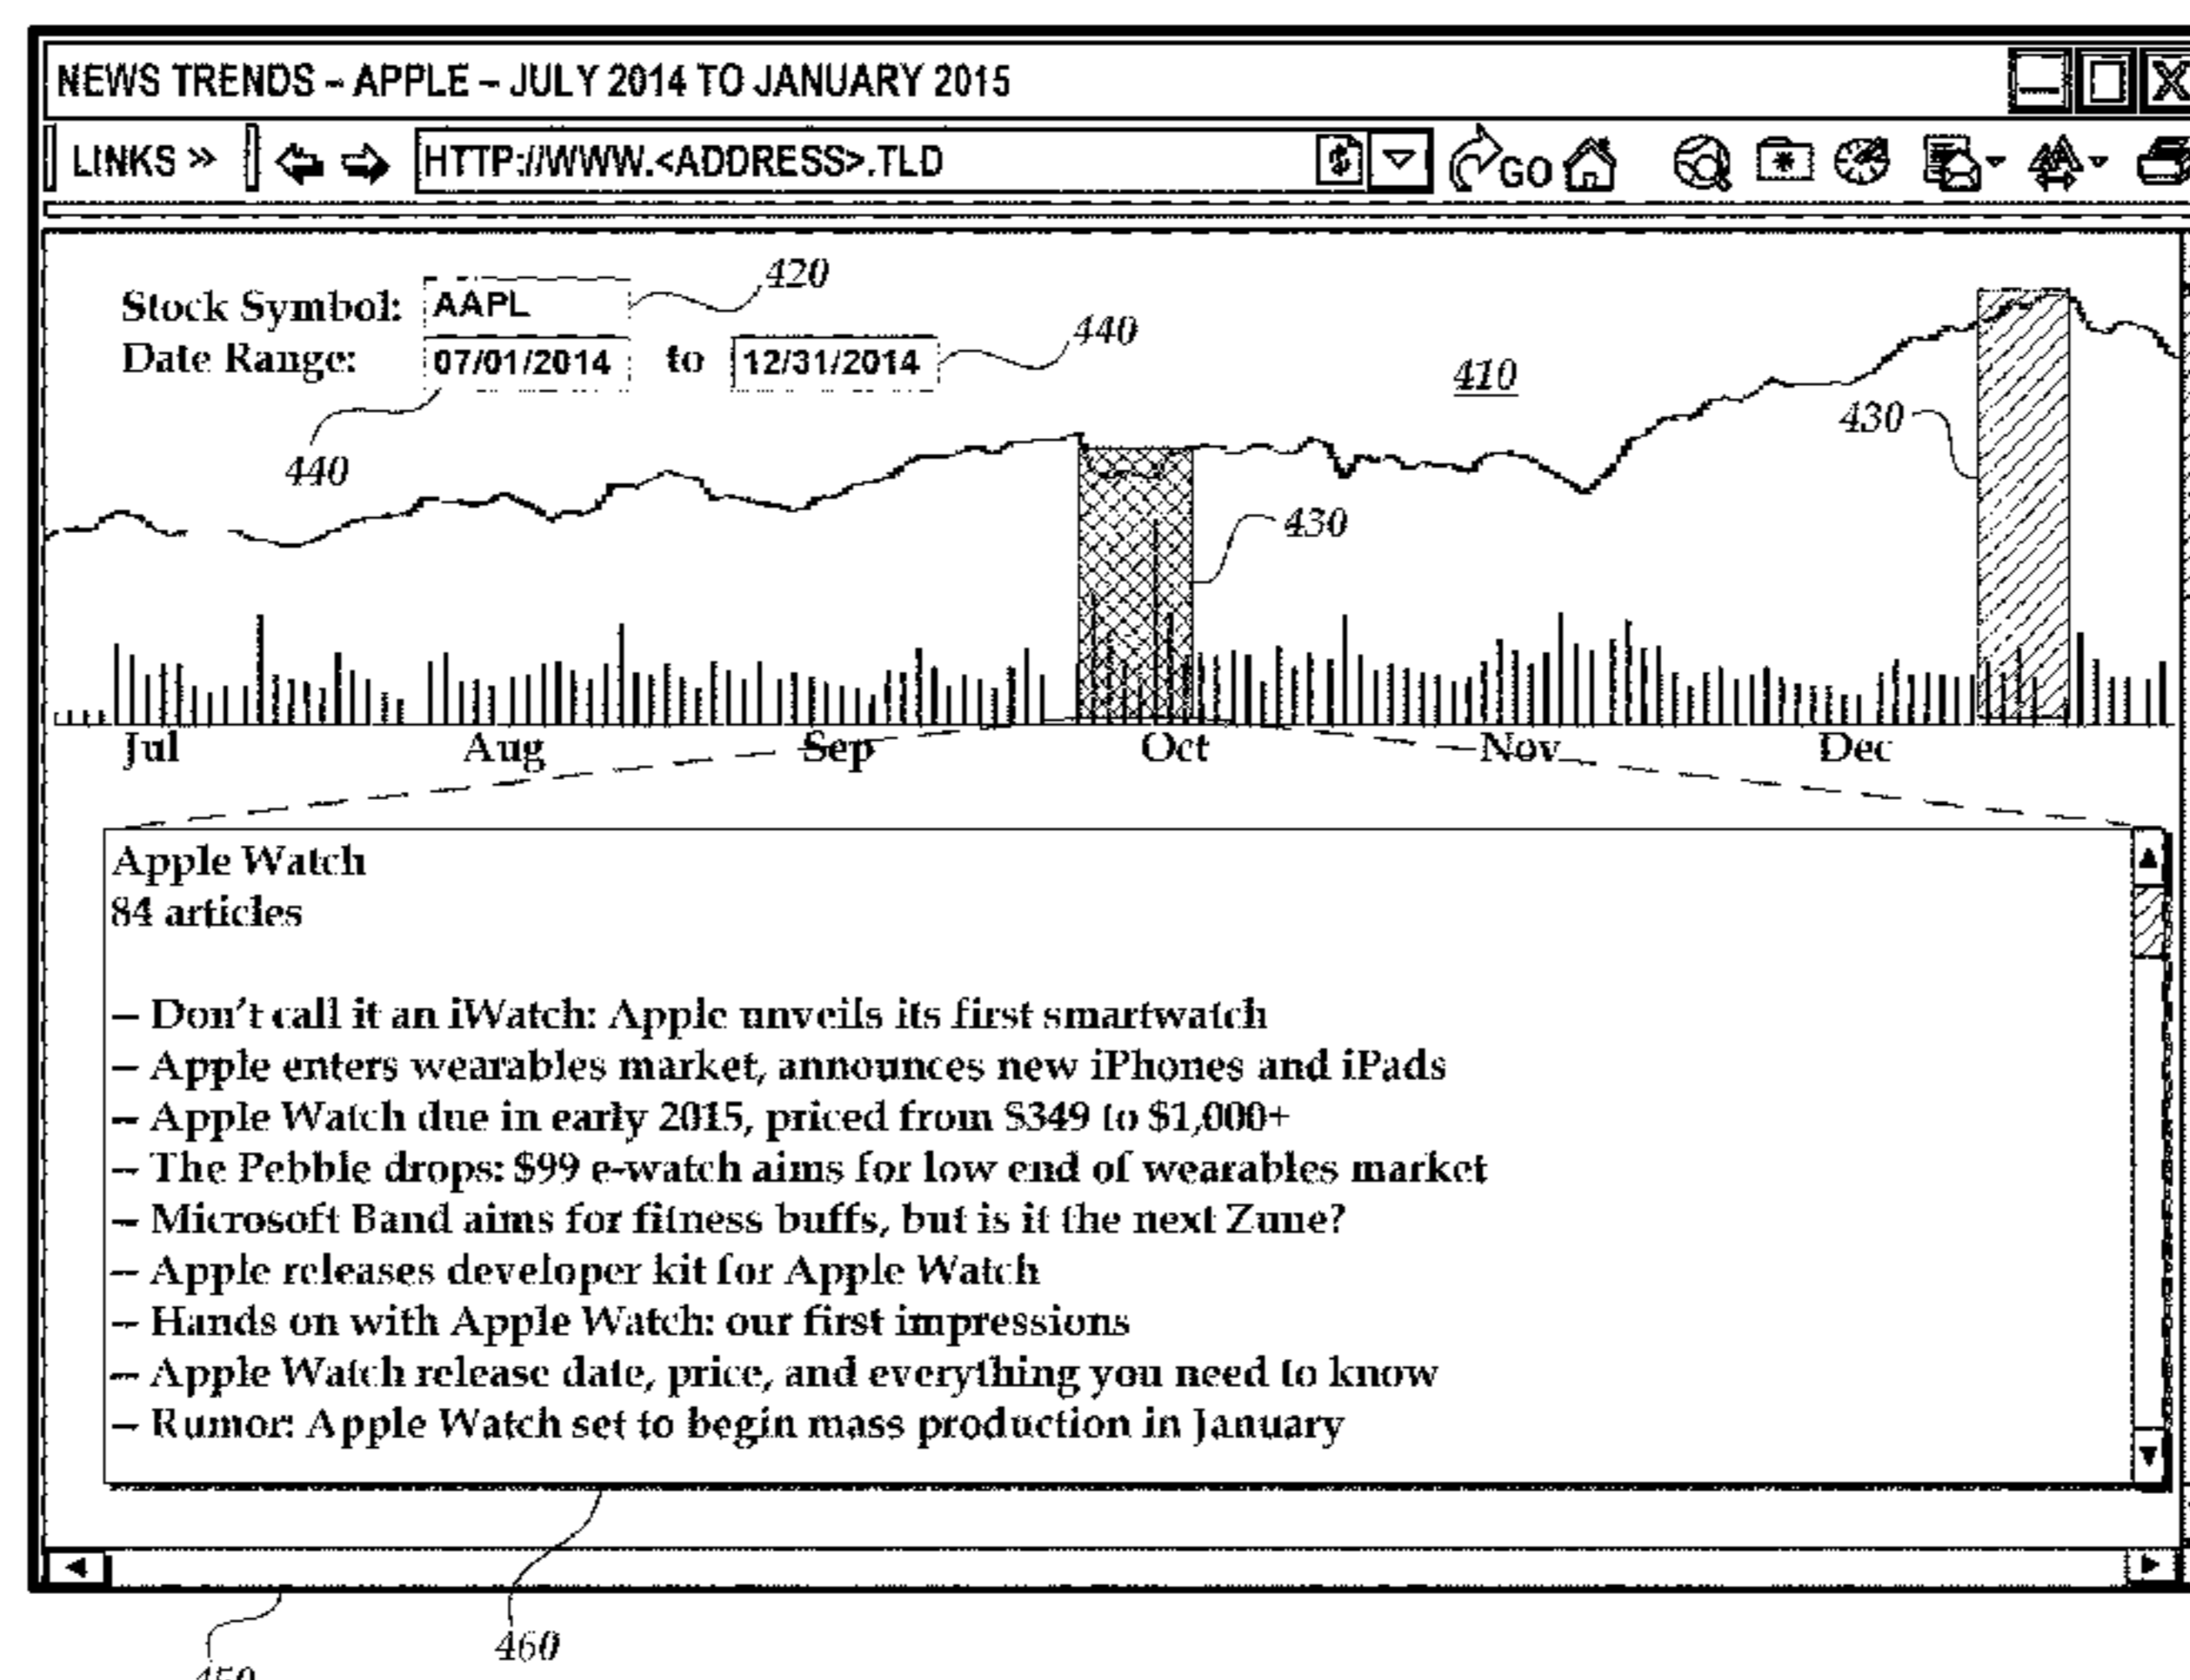 NEWS TRENDS – APPLE – JULY 2014 TO JANUARY 2015
LINKS » HTTP://WWW.<ADDRESS>.TLD $ GO
Stock Symbol: AAPL 420
Date Range: 07/01/2014 to 12/31/2014 440
410
430
440
430
Jul Aug Sep Oct Nov Dec
Apple Watch
84 articles
– Don't call it an iWatch: Apple unveils its first smartwatch
– Apple enters wearables market, announces new iPhones and iPads
– Apple Watch due in early 2015, priced from $349 to $1,000+
– The Pebble drops: $99 e-watch aims for low end of wearables market
– Microsoft Band aims for fitness buffs, but is it the next Zune?
– Apple releases developer kit for Apple Watch
– Hands on with Apple Watch: our first impressions
– Apple Watch release date, price, and everything you need to know
– Rumor: Apple Watch set to begin mass production in January
460
450